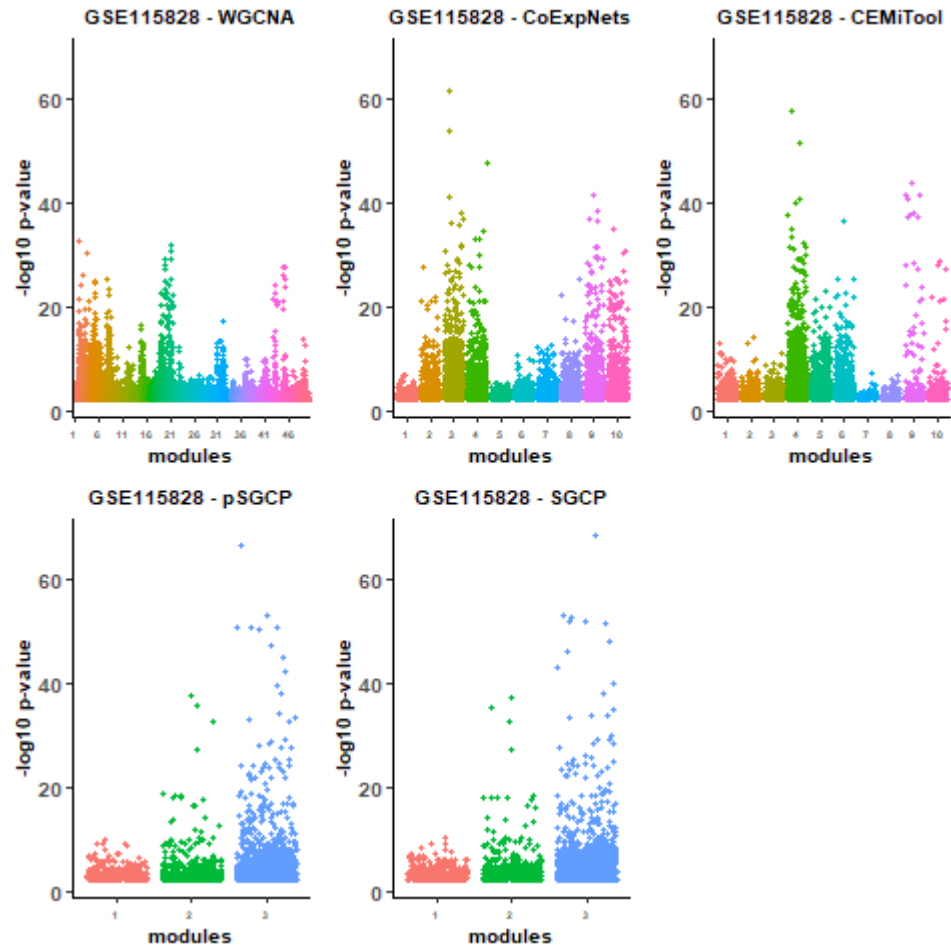 GSE115828 - WGCNA
-log10 p-value
60
40
20
0
1 6 11 16 21 26 31 36 41 46
modules
GSE115828 - CoExpNets
-log10 p-value
60
40
20
0
1 2 3 4 5 6 7 8 9 10
modules
GSE115828 - CEMiTool
-log10 p-value
60
40
20
0
1 2 3 4 5 6 7 8 9 10
modules
GSE115828 - pSGCP
-log10 p-value
60
40
20
0
1 2 3
modules
GSE115828 - SGCP
-log10 p-value
60
40
20
0
1 2 3
modules